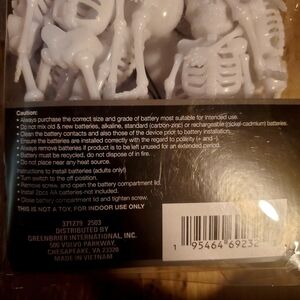 Caution:
• Always purchase the correct size and grade of battery most suitable for intended use.
• Do not mix old & new batteries, alkaline, standard (carbon-zinc) or rechargeable (nickel-cadmium) batteries.
• Clean the battery contacts and also those of the device prior to battery installation.
• Ensure the batteries are installed correctly with regard to polarity (+ and -).
• Always remove batteries if product is to be left unused for an extended period.
• Battery must be recycled, do not dispose of in fire.
• Do not place near any heat source.
Instructions to install batteries (adults only!)
• Turn switch to the off position.
• Remove screw, and open the battery compartment lid.
• Install 2pcs AA batteries-not included.
• Close battery compartment lid and tighten screw.
THIS IS NOT A TOY, FOR INDOOR USE ONLY
371279 2503
DISTRIBUTED BY
GREENBRIER INTERNATIONAL, INC.
500 VOLVO PARKWAY,
CHESAPEAKE, VA 23320
MADE IN VIETNAM
1 95464 69232